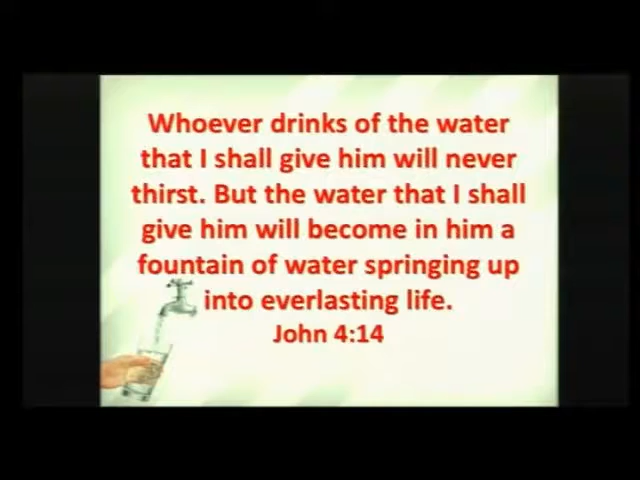 Whoever drinks of the water
that I shall give him will never
thirst. But the water that I shall
give him will become in him a
fountain of water springing up
into everlasting life.
John 4:14